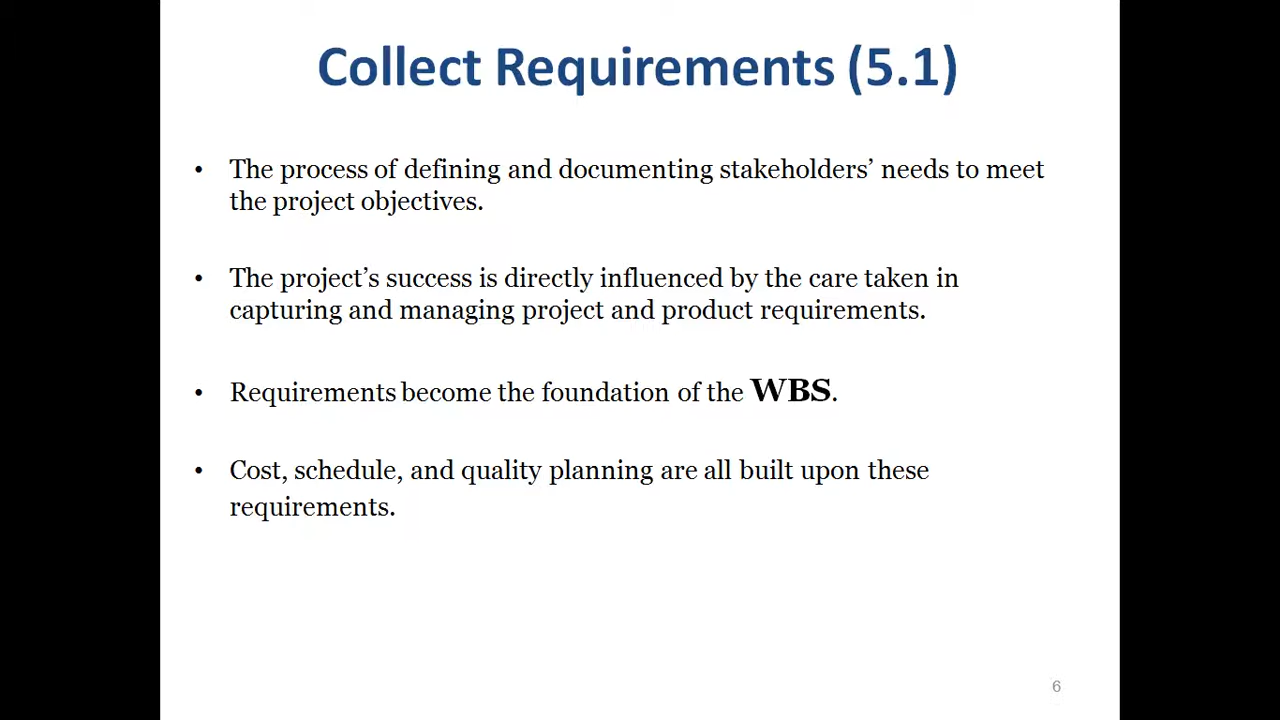 Collect Requirements (5.1)
• The process of defining and documenting stakeholders’ needs to meet
the project objectives.
• The project’s success is directly influenced by the care taken in
capturing and managing project and product requirements.
• Requirements become the foundation of the WBS.
• Cost, schedule, and quality planning are all built upon these
requirements.
6